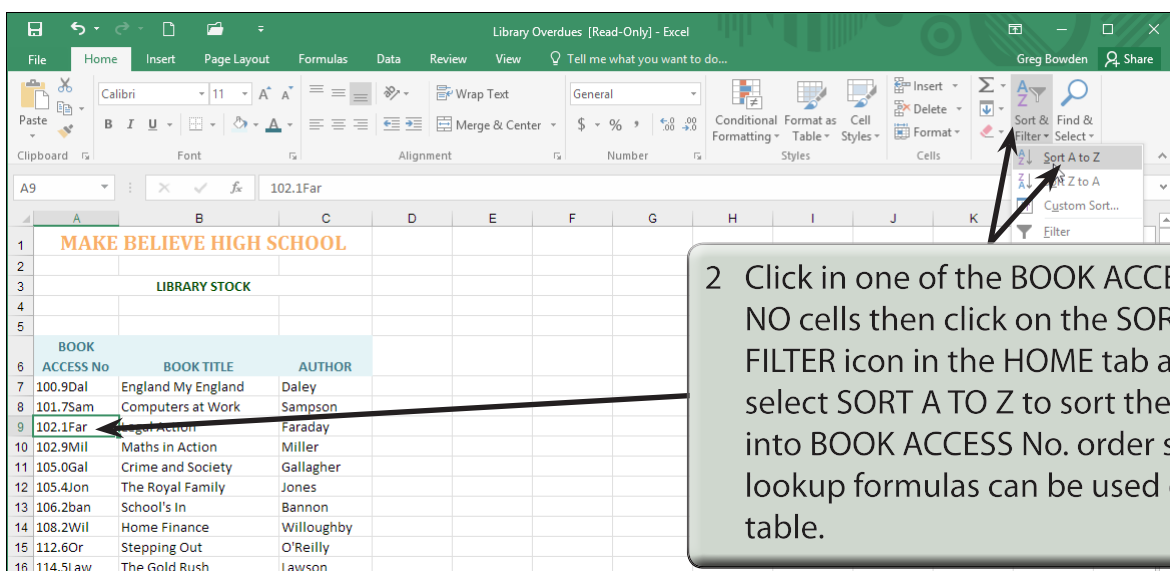 Library Overdues [Read-Only] - Excel
File Home Insert Page Layout Formulas Data Review View Tell me what you want to do... Greg Bowden Share
Paste
Calibri 11 A A
B I U A
Wrap Text
Merge & Center
General
$ % , .00 .00
Conditional Formatting
Format as Table
Cell Styles
Insert
Delete
Format
Sort & Filter
Find & Select
Clipboard Font Alignment Number Styles Cells
Sort A to Z
Z to A
Custom Sort...
Filter
A9 fx 102.1Far
A B C D E F G H I J K
1 MAKE BELIEVE HIGH SCHOOL
2
3 LIBRARY STOCK
4
5
BOOK
6 ACCESS No BOOK TITLE AUTHOR
7 100.9Dal England My England Daley
8 101.7Sam Computers at Work Sampson
9 102.1Far Legal Action Faraday
10 102.9Mil Maths in Action Miller
11 105.0Gal Crime and Society Gallagher
12 105.4Jon The Royal Family Jones
13 106.2ban School's In Bannon
14 108.2Wil Home Finance Willoughby
15 112.6Or Stepping Out O'Reilly
16 114.5Law The Gold Rush Lawson
2 Click in one of the BOOK ACCE
NO cells then click on the SOR
FILTER icon in the HOME tab a
select SORT A TO Z to sort the
into BOOK ACCESS No. order s
lookup formulas can be used
table.